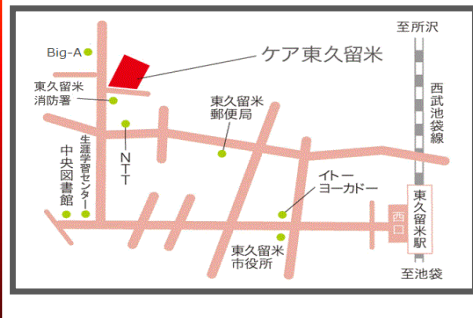 至所沢
Big-A
ケア東久留米
東久留米
消防署
東久留米
郵便局
西武池袋線
NTT
生涯学習センター
中央図書館
イトー
ヨーカドー
東久留米
市役所
西口
東久留米駅
至池袋